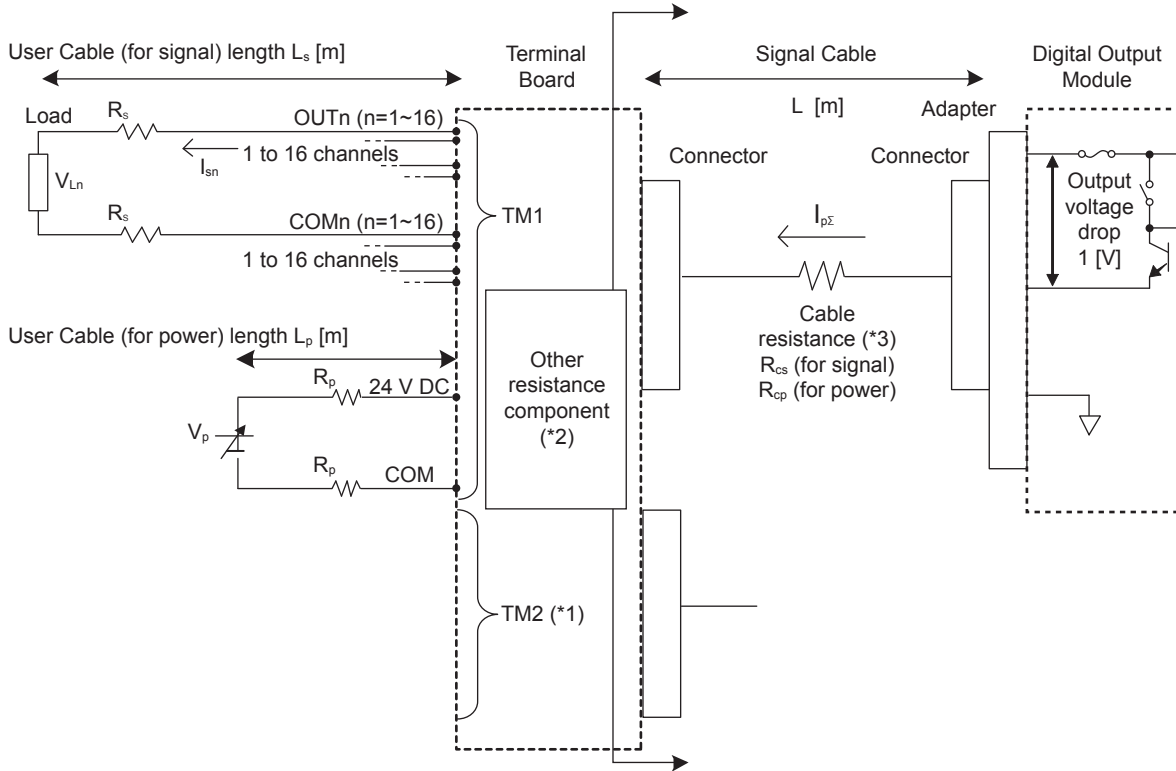 User Cable (for signal) length Ls [m]
Terminal
Board
Signal Cable
L [m]
Digital Output
Module
Load
Rs
OUTn (n=1~16)
Isn
1 to 16 channels
VLn
Rs
COMn (n=1~16)
1 to 16 channels
TM1
Connector
Connector
Adapter
IpΣ
Output
voltage
drop
1 [V]
Cable
resistance (*3)
Rcs (for signal)
Rcp (for power)
User Cable (for power) length Lp [m]
Rp
24 V DC
Vp
Rp
COM
Other
resistance
component
(*2)
TM2 (*1)